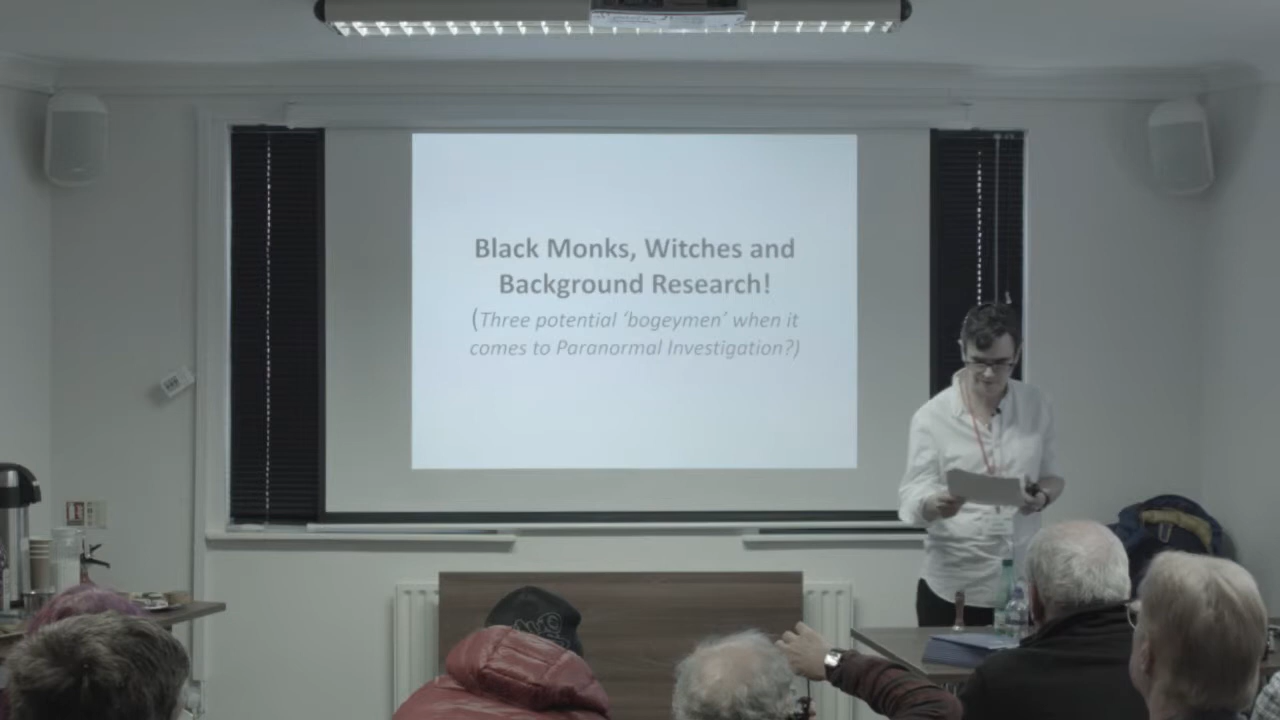 Black Monks, Witches and
Background Research!
(Three potential ‘bogeymen’ when it
comes to Paranormal Investigation?)